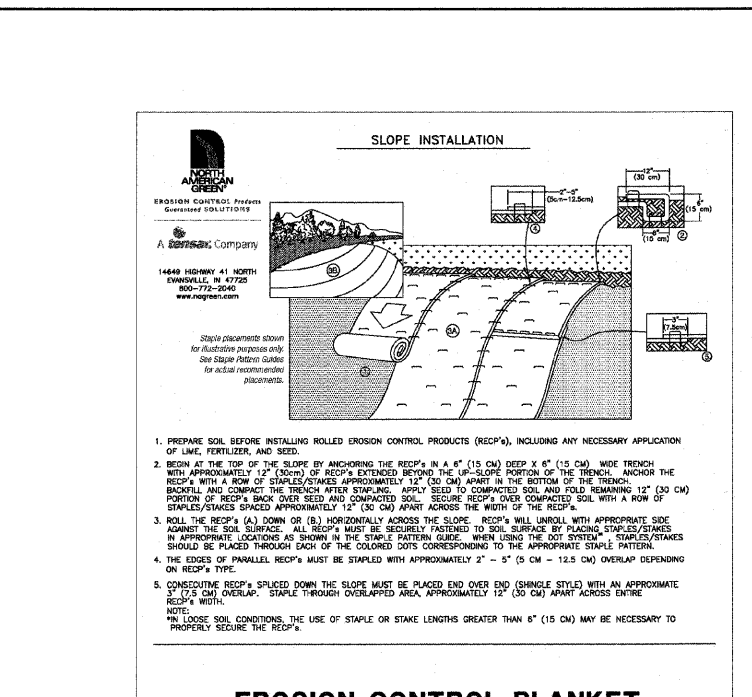 SLOPE INSTALLATION
NORTH
AMERICAN
GREEN®
EROSION CONTROL Products
Guaranteed SOLUTIONS
A tensar. Company
14649 HIGHWAY 41 NORTH
EVANSVILLE, IN 47725
800-772-2040
www.nagreen.com
Staple placements shown
for illustrative purposes only.
See Staple Pattern Guides
for actual recommended
placements.
2"-5"
(5cm-12.5cm)
4
12"
(30 cm)
6"
(15 cm)
6"
(15 cm)
2
3B
3A
1
3"
(7.5cm)
5
1. PREPARE SOIL BEFORE INSTALLING ROLLED EROSION CONTROL PRODUCTS (RECP's), INCLUDING ANY NECESSARY APPLICATION
OF LIME, FERTILIZER, AND SEED.
2. BEGIN AT THE TOP OF THE SLOPE BY ANCHORING THE RECP's IN A 6" (15 CM) DEEP X 6" (15 CM) WIDE TRENCH
WITH APPROXIMATELY 12" (30cm) OF RECP's EXTENDED BEYOND THE UP-SLOPE PORTION OF THE TRENCH. ANCHOR THE
RECP's WITH A ROW OF STAPLES/STAKES APPROXIMATELY 12" (30 CM) APART IN THE BOTTOM OF THE TRENCH.
BACKFILL AND COMPACT THE TRENCH AFTER STAPLING. APPLY SEED TO COMPACTED SOIL AND FOLD REMAINING 12" (30 CM)
PORTION OF RECP's BACK OVER SEED AND COMPACTED SOIL. SECURE RECP's OVER COMPACTED SOIL WITH A ROW OF
STAPLES/STAKES SPACED APPROXIMATELY 12" (30 CM) APART ACROSS THE WIDTH OF THE RECP's.
3. ROLL THE RECP's (A.) DOWN OR (B.) HORIZONTALLY ACROSS THE SLOPE. RECP's WILL UNROLL WITH APPROPRIATE SIDE
AGAINST THE SOIL SURFACE. ALL RECP's MUST BE SECURELY FASTENED TO SOIL SURFACE BY PLACING STAPLES/STAKES
IN APPROPRIATE LOCATIONS AS SHOWN IN THE STAPLE PATTERN GUIDE. WHEN USING THE DOT SYSTEM™, STAPLES/STAKES
SHOULD BE PLACED THROUGH EACH OF THE COLORED DOTS CORRESPONDING TO THE APPROPRIATE STAPLE PATTERN.
4. THE EDGES OF PARALLEL RECP's MUST BE STAPLED WITH APPROXIMATELY 2" - 5" (5 CM - 12.5 CM) OVERLAP DEPENDING
ON RECP's TYPE.
5. CONSECUTIVE RECP's SPLICED DOWN THE SLOPE MUST BE PLACED END OVER END (SHINGLE STYLE) WITH AN APPROXIMATE
3" (7.5 CM) OVERLAP. STAPLE THROUGH OVERLAPPED AREA, APPROXIMATELY 12" (30 CM) APART ACROSS ENTIRE
RECP's WIDTH.
NOTE:
*IN LOOSE SOIL CONDITIONS, THE USE OF STAPLE OR STAKE LENGTHS GREATER THAN 6" (15 CM) MAY BE NECESSARY TO
PROPERLY SECURE THE RECP's.
EROSION CONTROL BLANKET